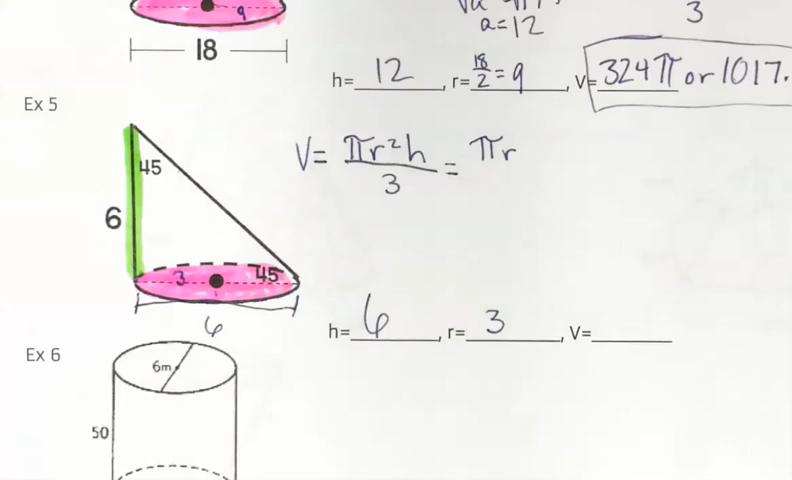 9
a=12
3
18
h= 12 , r= 18/2 = 9 , V= 324π or 1017.
Ex 5
V= πr²h/3 = πr
45
6
3 45
6
h= 6 , r= 3 , V=
Ex 6
6m
50